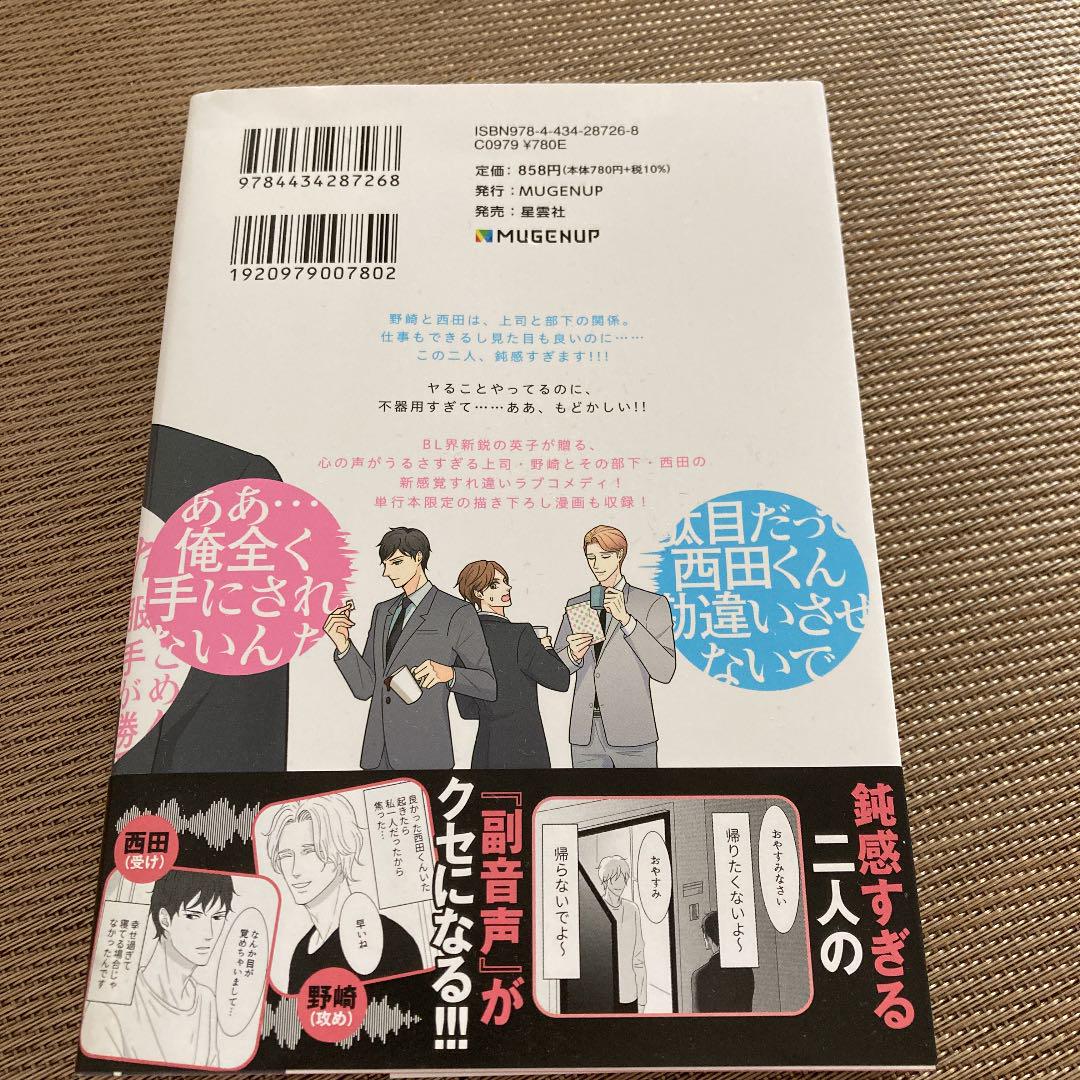 ISBN978-4-434-28726-8
C0979 ¥780E
9784434287268
定価：858円(本体780円+税10%)
発行：MUGENUP
発売：星雲社
MUGENUP
1920979007802
野崎と西田は、上司と部下の関係。
仕事もできるし見た目も良いのに……
この二人、鈍感すぎます!!!
ヤることやってるのに、
不器用すぎて……ああ、もどかしい!!
BL界新鋭の英子が贈る、
心の声がうるさすぎる上司・野崎とその部下・西田の
新感覚すれ違いラブコメディ！
単行本限定の描き下ろし漫画も収録！
ああ…
俺全く
手にされ
ないんだ
ごめん
服手が勝
駄目だっ
西田くん
勘違いさせ
ないで
鈍感すぎる
二人の
『副音声』が
クセになる!!!
おやすみなさい
帰りたくないよ〜
おやすみ
帰らないでよ〜
良かった西田くんいた
起きたら
私一人だったから
焦った…
早いね
野崎
(攻め)
西田
(受け)
なんか目が
覚めちゃいまして…
幸せ過ぎて
寝てる場合じゃ
なかったんです